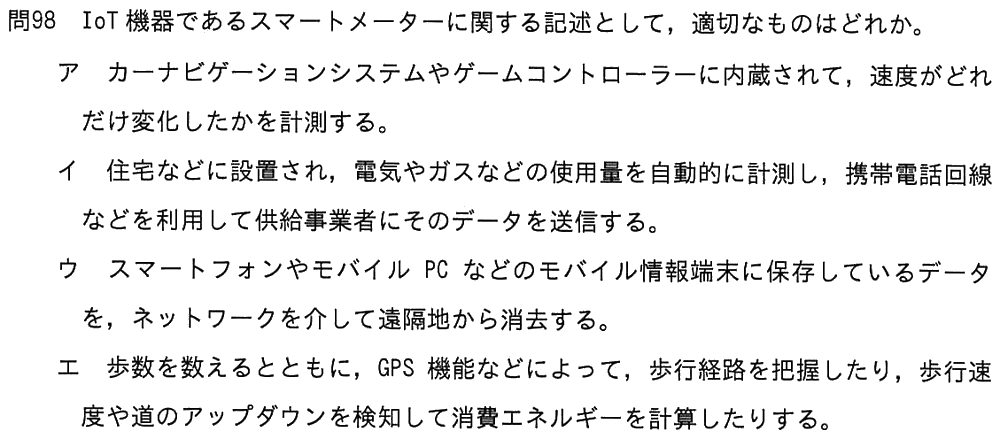 問98　IoT 機器であるスマートメーターに関する記述として，適切なものはどれか。
ア　カーナビゲーションシステムやゲームコントローラーに内蔵されて，速度がどれ
だけ変化したかを計測する。
イ　住宅などに設置され，電気やガスなどの使用量を自動的に計測し，携帯電話回線
などを利用して供給事業者にそのデータを送信する。
ウ　スマートフォンやモバイル PC などのモバイル情報端末に保存しているデータ
を，ネットワークを介して遠隔地から消去する。
エ　歩数を数えるとともに，GPS 機能などによって，歩行経路を把握したり，歩行速
度や道のアップダウンを検知して消費エネルギーを計算したりする。